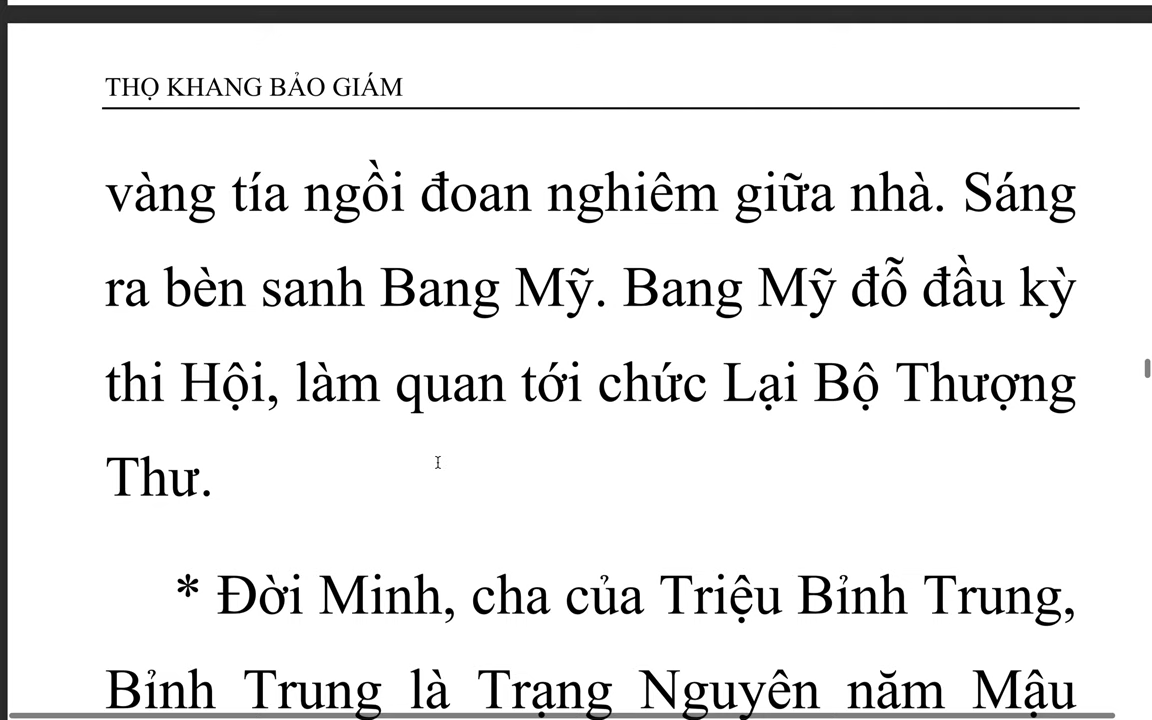 THỌ KHANG BẢO GIÁM
vàng tía ngồi đoan nghiêm giữa nhà. Sáng
ra bèn sanh Bang Mỹ. Bang Mỹ đỗ đầu kỳ
thi Hội, làm quan tới chức Lại Bộ Thượng
Thư.
* Đời Minh, cha của Triệu Bỉnh Trung,
Bỉnh Trung là Trạng Nguyên năm Mậu